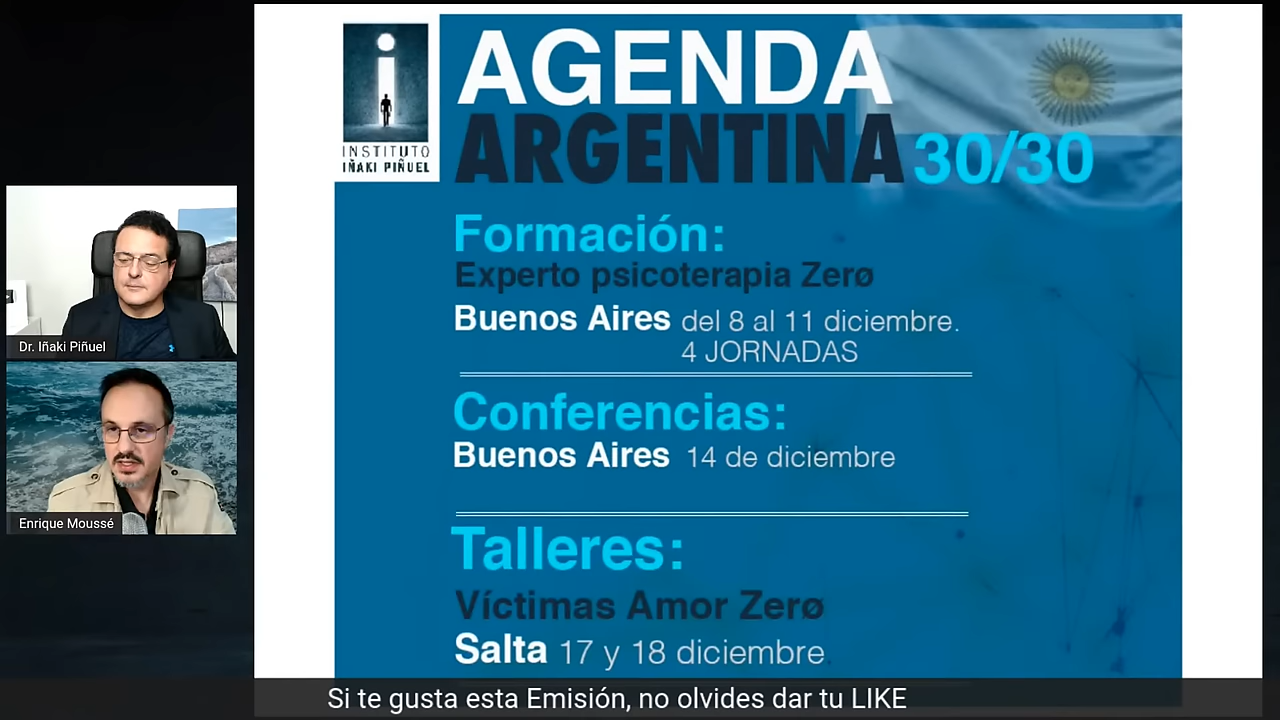 INSTITUTO
IÑAKI PIÑUEL
AGENDA
ARGENTINA 30/30
Formación:
Experto psicoterapia Zerø
Buenos Aires del 8 al 11 diciembre.
4 JORNADAS
Conferencias:
Buenos Aires 14 de diciembre
Talleres:
Víctimas Amor Zerø
Salta 17 y 18 diciembre.
Dr. Iñaki Piñuel
Enrique Moussé
Si te gusta esta Emisión, no olvides dar tu LIKE